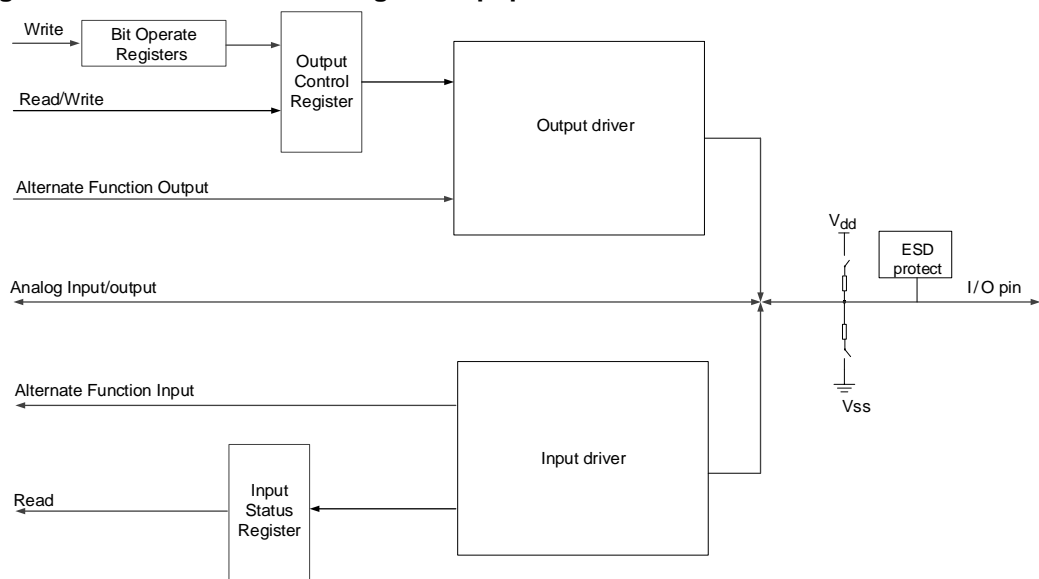 Write
Bit Operate
Registers
Output
Control
Register
Read/Write
Output driver
Alternate Function Output
Vdd
ESD
protect
Analog Input/output
I/O pin
Alternate Function Input
Vss
Input driver
Read
Input
Status
Register